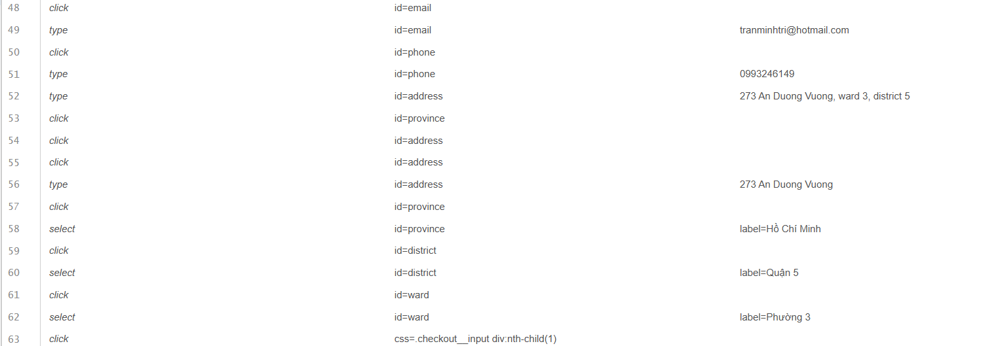 48 click id=email
49 type id=email tranminhtri@hotmail.com
50 click id=phone
51 type id=phone 0993246149
52 type id=address 273 An Duong Vuong, ward 3, district 5
53 click id=province
54 click id=address
55 click id=address
56 type id=address 273 An Duong Vuong
57 click id=province
58 select id=province label=Hồ Chí Minh
59 click id=district
60 select id=district label=Quận 5
61 click id=ward
62 select id=ward label=Phường 3
63 click css=.checkout__input div:nth-child(1)